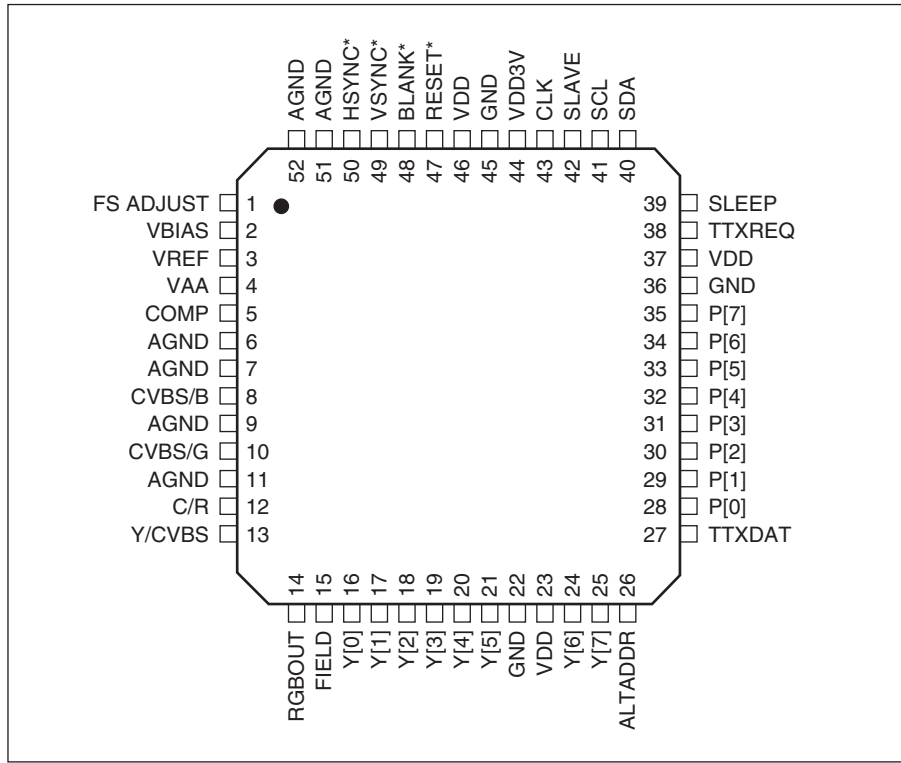 AGND
AGND
HSYNC*
VSYNC*
BLANK*
RESET*
VDD
GND
VDD3V
CLK
SLAVE
SCL
SDA
52
51
50
49
48
47
46
45
44
43
42
41
40
FS ADJUST 1
VBIAS 2
VREF 3
VAA 4
COMP 5
AGND 6
AGND 7
CVBS/B 8
AGND 9
CVBS/G 10
AGND 11
C/R 12
Y/CVBS 13
39 SLEEP
38 TTXREQ
37 VDD
36 GND
35 P[7]
34 P[6]
33 P[5]
32 P[4]
31 P[3]
30 P[2]
29 P[1]
28 P[0]
27 TTXDAT
14
15
16
17
18
19
20
21
22
23
24
25
26
RGBOUT
FIELD
Y[0]
Y[1]
Y[2]
Y[3]
Y[4]
Y[5]
GND
VDD
Y[6]
Y[7]
ALTADDR